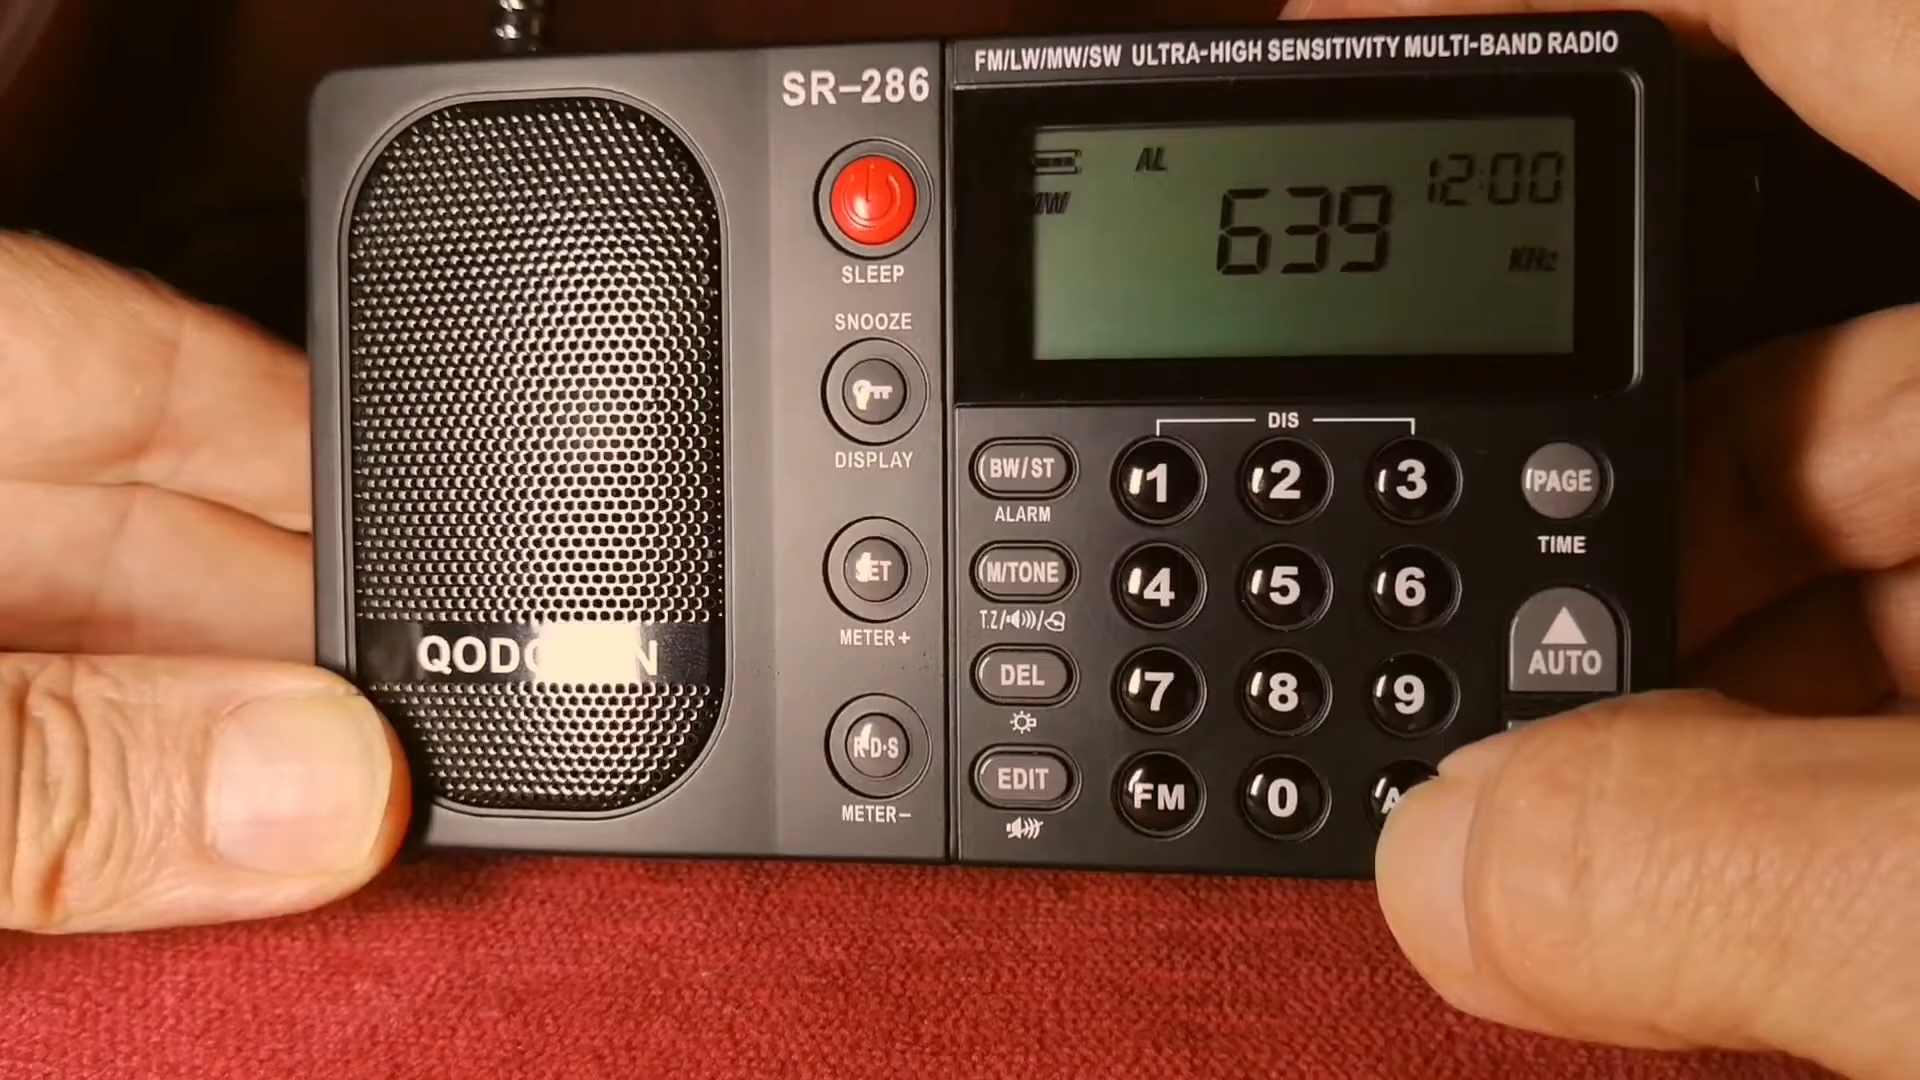 SR-286
FM/LW/MW/SW ULTRA-HIGH SENSITIVITY MULTI-BAND RADIO
AL
12:00
639
KHz
SLEEP
SNOOZE
DISPLAY
SET
METER+
R·D·S
METER-
DIS
BW/ST
1
2
3
PAGE
ALARM
TIME
M/TONE
4
5
6
T.Z/
AUTO
DEL
7
8
9
EDIT
FM
0